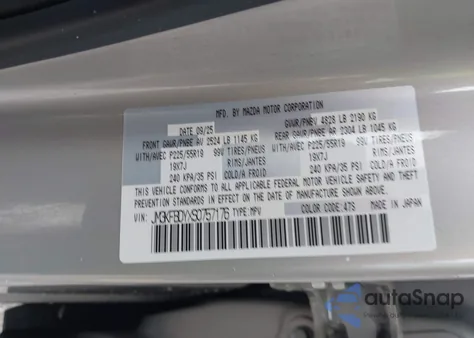 MFD. BY MAZDA MOTOR CORPORATION
DATE: 09/25 GVWR/PNBV 4828 LB 2190 KG
FRONT GAWR/PNBE AV 2524 LB 1145 KG REAR GAWR/PNBE AR 2304 LB 1045 KG
WITH/AVEC P225/55R19 99V TIRES/PNEUS WITH/AVEC P225/55R19 99V TIRES/PNEUS
19X7J RIMS/JANTES 19X7J RIMS/JANTES
240 KPA/35 PSI COLD/A FROID 240 KPA/35 PSI COLD/A FROID
THIS VEHICLE CONFORMS TO ALL APPLICABLE FEDERAL MOTOR VEHICLE SAFETY, BUMPER, AND THEFT
PREVENTION STANDARDS IN EFFECT ON THE DATE OF MANUFACTURE SHOWN ABOVE.
TYPE: MPV COLOR CODE: 47S MADE IN JAPAN
autoSnap